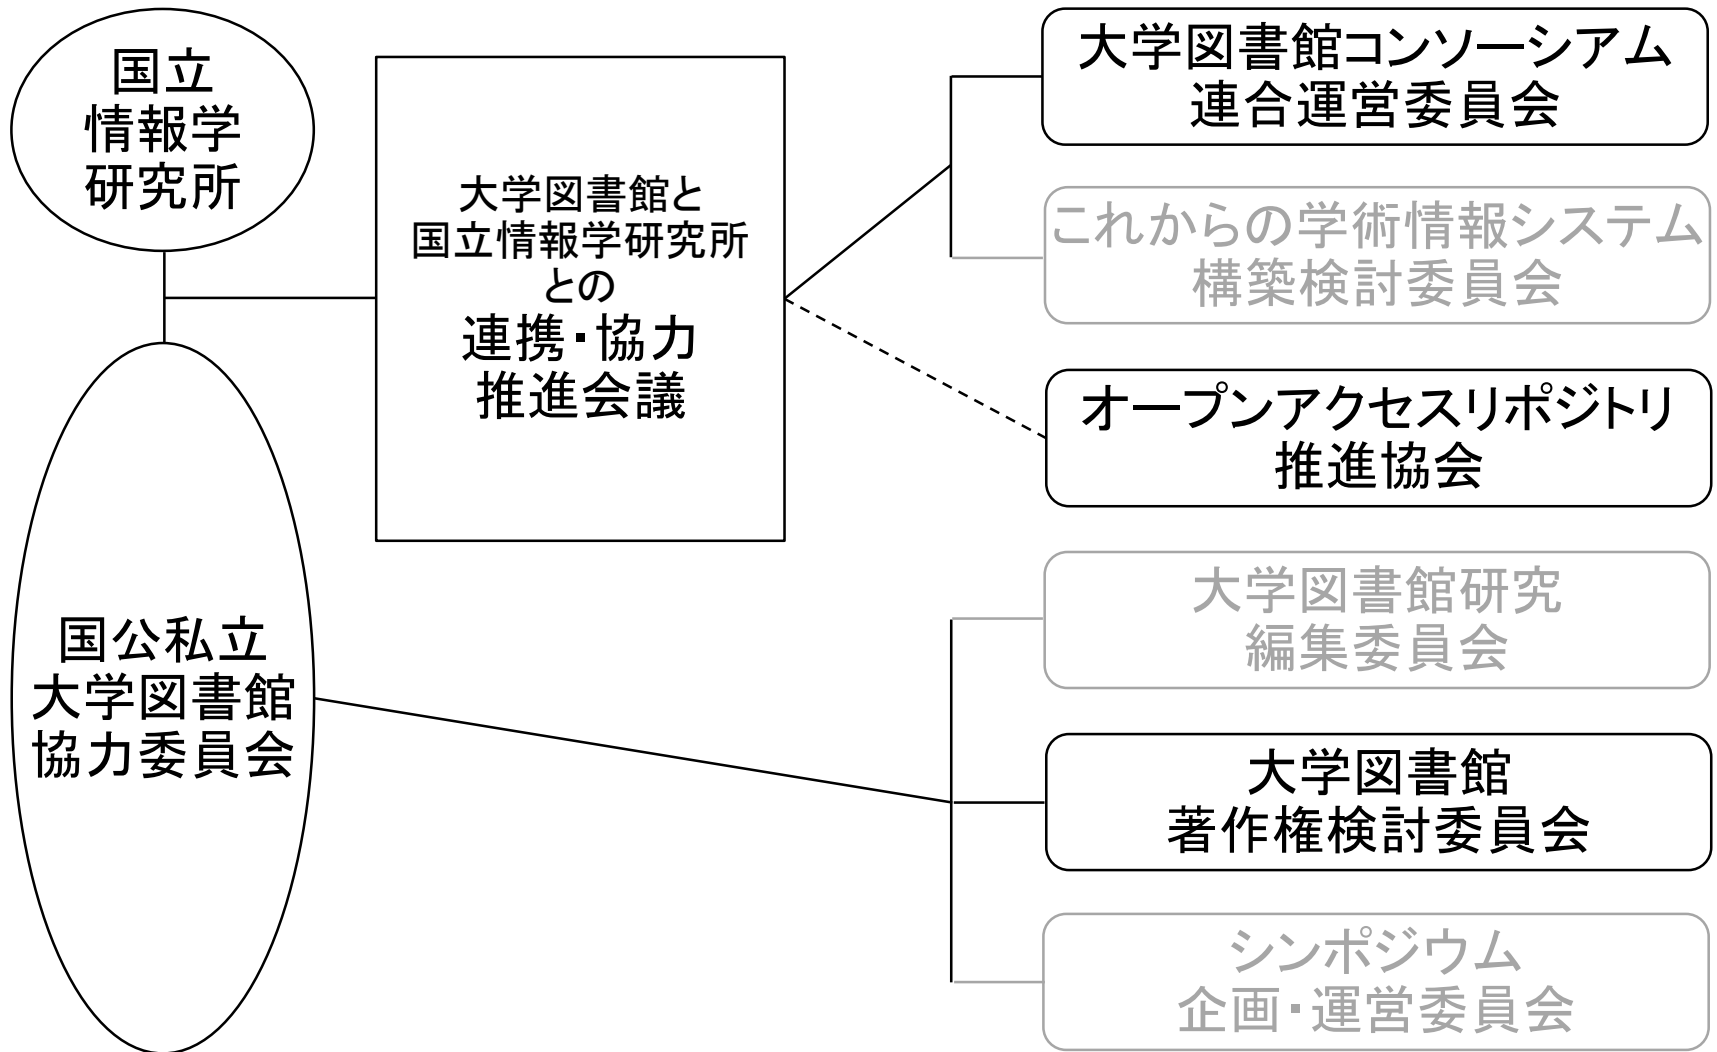 国立
情報学
研究所
大学図書館と
国立情報学研究所
との
連携・協力
推進会議
大学図書館コンソーシアム
連合運営委員会
これからの学術情報システム
構築検討委員会
オープンアクセスリポジトリ
推進協会
国公私立
大学図書館
協力委員会
大学図書館研究
編集委員会
大学図書館
著作権検討委員会
シンポジウム
企画・運営委員会